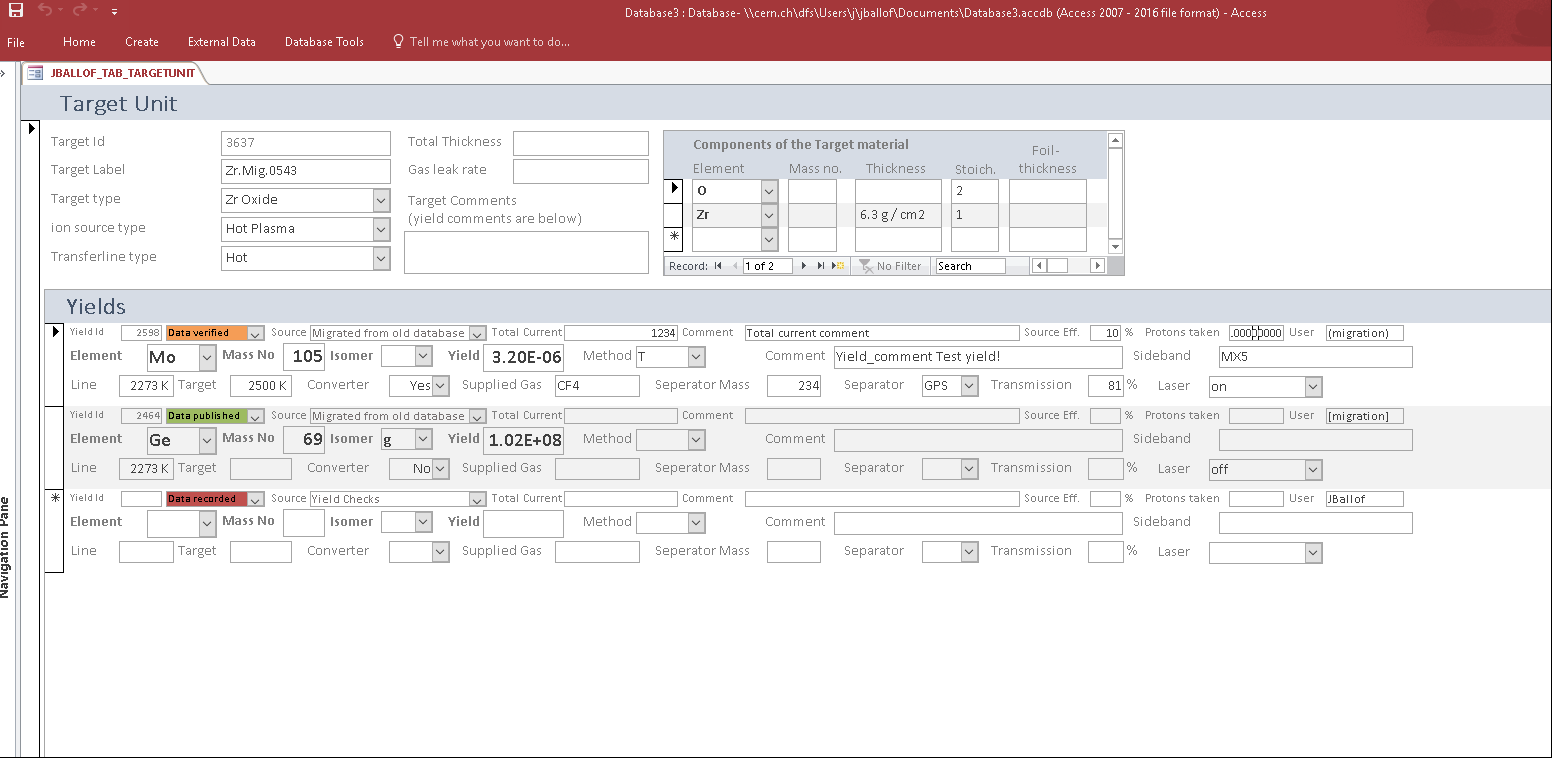 Database3 : Database- \\cern.ch\dfs\Users\j\jballof\Documents\Database3.accdb (Access 2007 - 2016 file format) - Access
File Home Create External Data Database Tools Tell me what you want to do...
JBALLOF_TAB_TARGETUNIT
Target Unit
Target Id 3637 Total Thickness
Target Label Zr.Mig.0543 Gas leak rate
Target type Zr Oxide Target Comments
(yield comments are below)
ion source type Hot Plasma
Transferline type Hot
Components of the Target material
Element Mass no. Thickness Stoich. Foil-
thickness
O 2
Zr 6.3 g / cm2 1
*
Record: 1 of 2 No Filter Search
Yields
Yield Id 2598 Data verified Source Migrated from old database Total Current 1234 Comment Total current comment Source Eff. 10 % Protons taken User (migration)
Element Mo Mass No 105 Isomer Yield 3.20E-06 Method T Comment Yield_comment Test yield! Sideband MX5
Line 2273 K Target 2500 K Converter Yes Supplied Gas CF4 Seperator Mass 234 Separator GPS Transmission 81 % Laser on
Yield Id 2464 Data published Source Migrated from old database Total Current Comment Source Eff. % Protons taken User [migration]
Element Ge Mass No 69 Isomer g Yield 1.02E+08 Method Comment Sideband
Line 2273 K Target Converter No Supplied Gas Seperator Mass Separator Transmission % Laser off
* Yield Id Data recorded Source Yield Checks Total Current Comment Source Eff. % Protons taken User JBallof
Element Mass No Isomer Yield Method Comment Sideband
Line Target Converter Supplied Gas Seperator Mass Separator Transmission % Laser
Navigation Pane